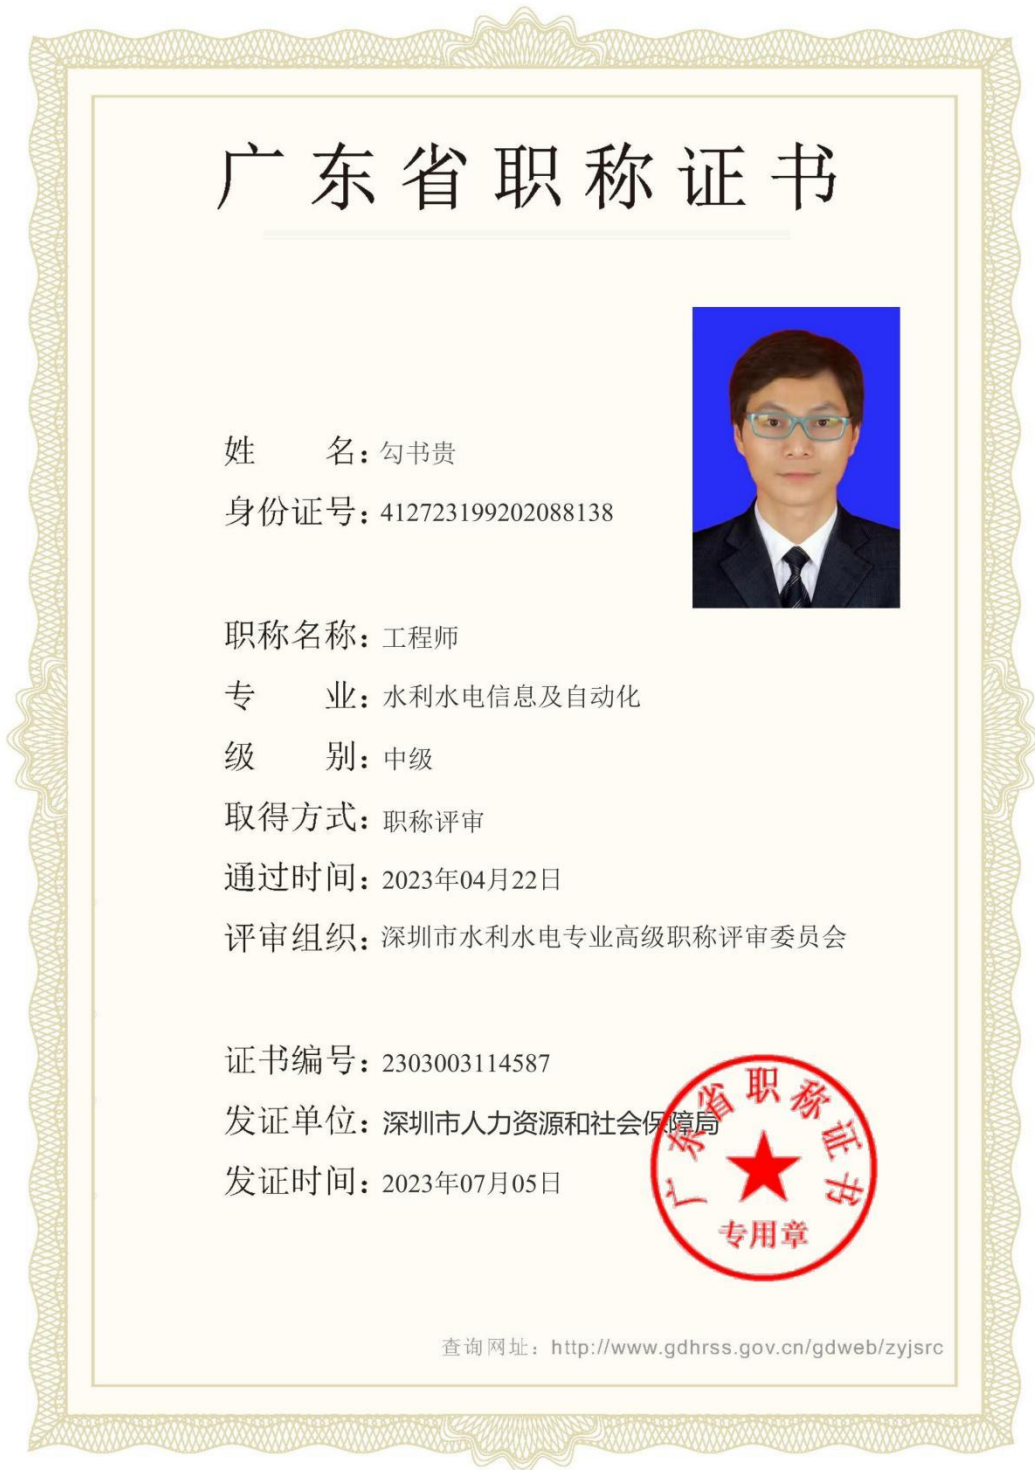 广东省职称证书
姓　　名：勾书贵
身份证号：412723199202088138
职称名称：工程师
专　　业：水利水电信息及自动化
级　　别：中级
取得方式：职称评审
通过时间：2023年04月22日
评审组织：深圳市水利水电专业高级职称评审委员会
证书编号：2303003114587
发证单位：深圳市人力资源和社会保障局
发证时间：2023年07月05日
广东省职称证书
专用章
查询网址：http://www.gdhrss.gov.cn/gdweb/zyjsrc